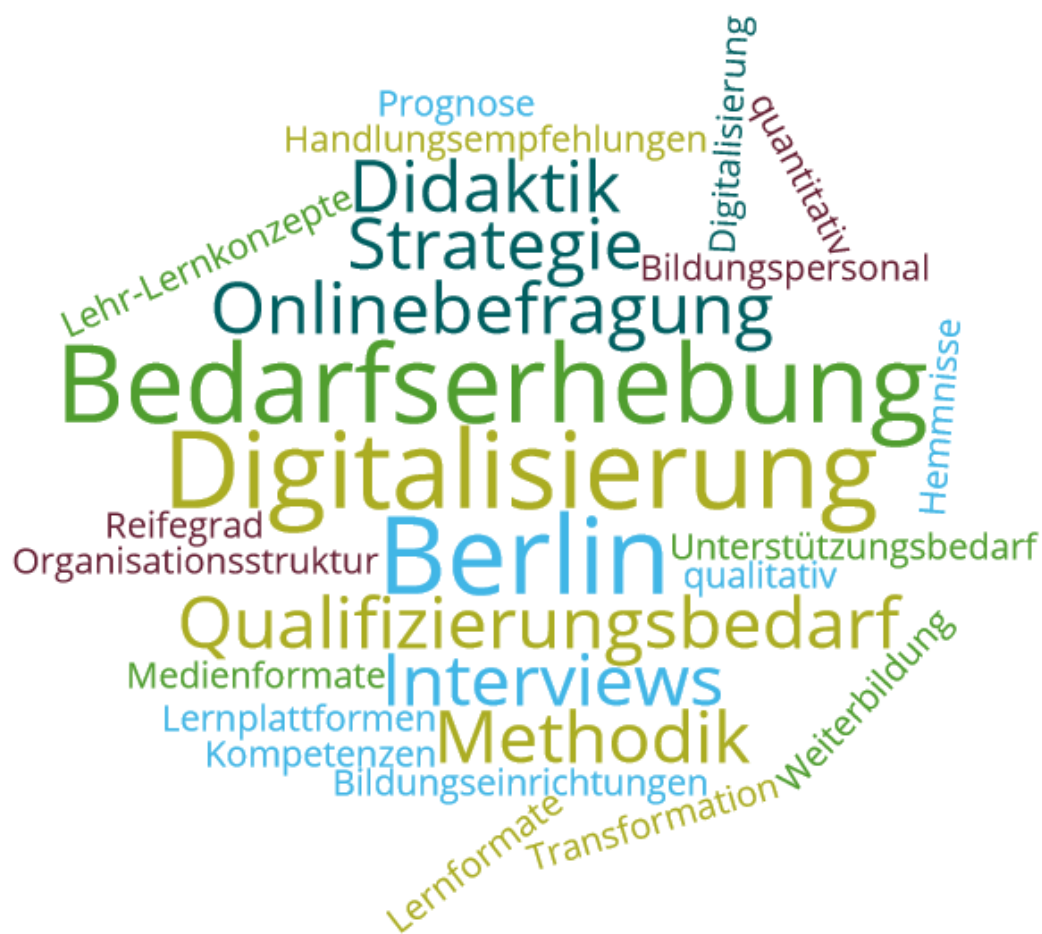 Digitalisierung
quantitativ
Prognose
Handlungsempfehlungen
Didaktik
Lehr-Lernkonzepte
Strategie
Bildungspersonal
Onlinebefragung
Bedarfserhebung
Hemmnisse
Digitalisierung
Reifegrad
Organisationsstruktur
Berlin
Unterstützungsbedarf
qualitativ
Qualifizierungsbedarf
Medienformate
Interviews
Weiterbildung
Lernplattformen
Methodik
Kompetenzen
Bildungseinrichtungen
Transformation
Lernformate